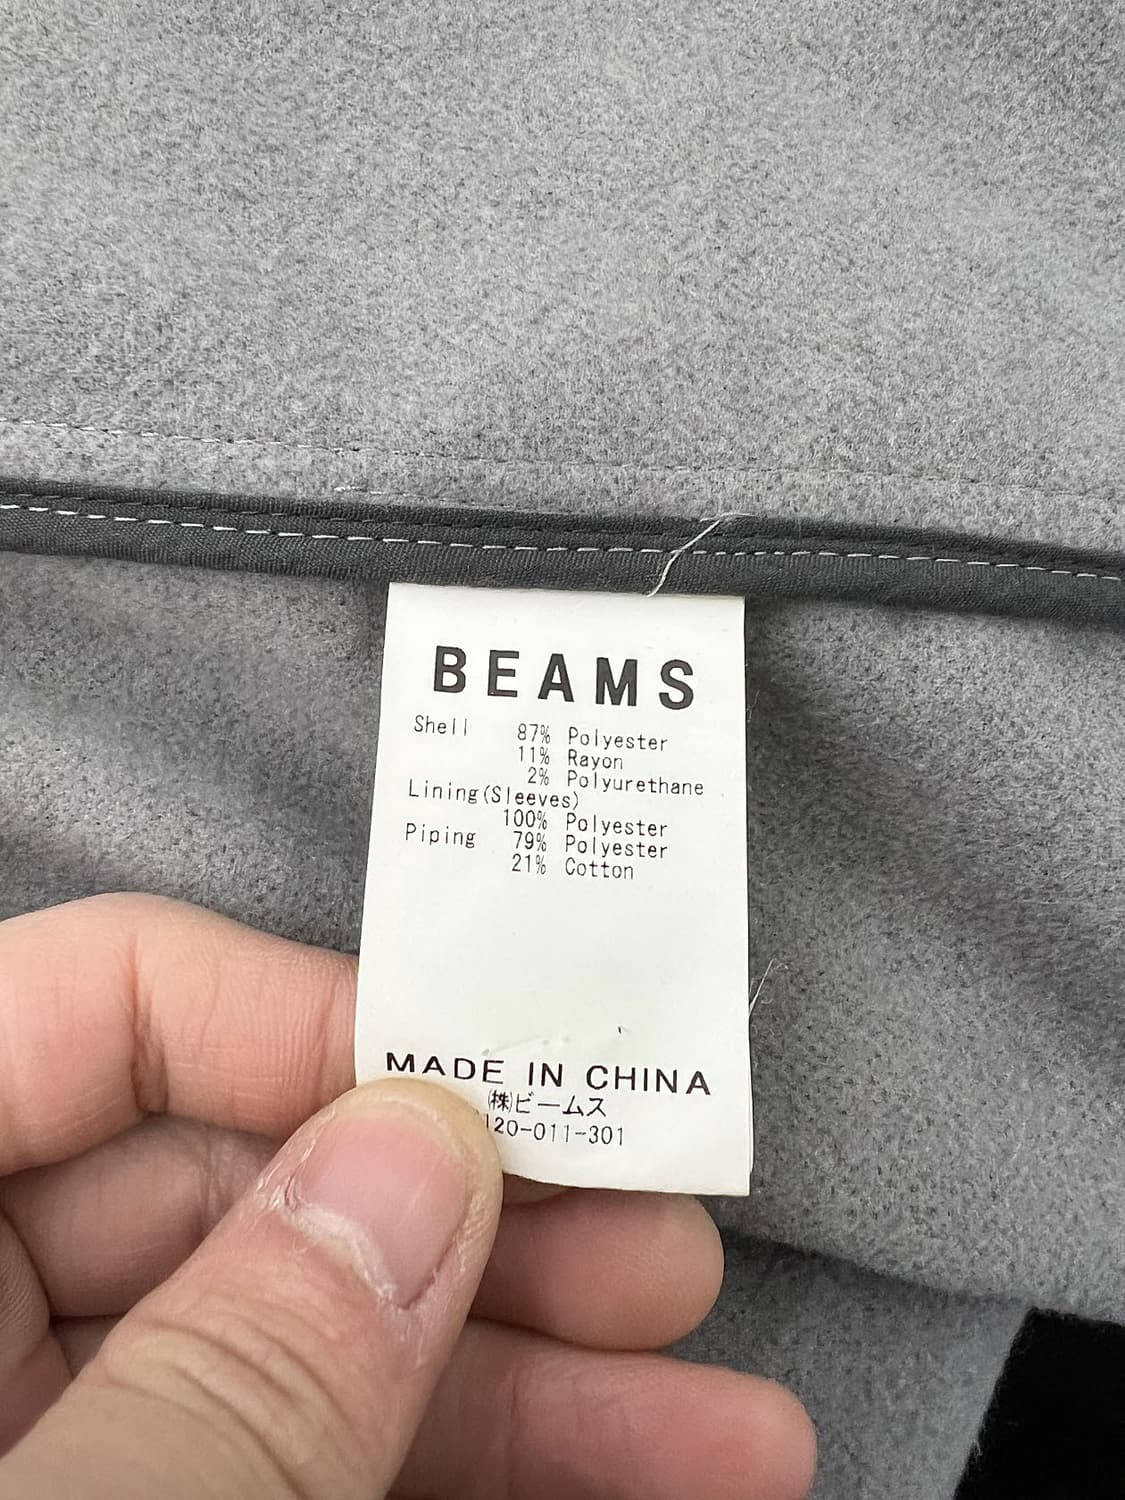 BEAMS
Shell 87% Polyester
11% Rayon
2% Polyurethane
Lining(Sleeves)
100% Polyester
Piping 79% Polyester
21% Cotton
MADE IN CHINA
㈱ビームス
120-011-301